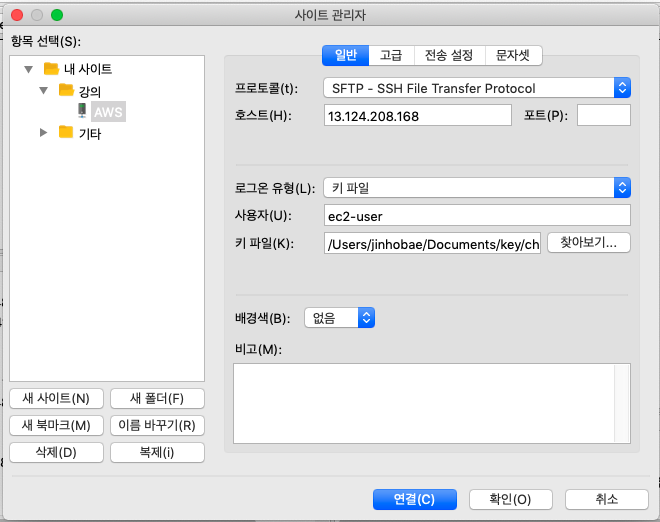 사이트 관리자
항목 선택(S):
내 사이트
강의
AWS
기타
새 사이트(N) 새 폴더(F)
새 북마크(M) 이름 바꾸기(R)
삭제(D) 복제(i)
일반 고급 전송 설정 문자셋
프로토콜(t): SFTP - SSH File Transfer Protocol
호스트(H): 13.124.208.168 포트(P):
로그온 유형(L): 키 파일
사용자(U): ec2-user
키 파일(K): /Users/jinhobae/Documents/key/ch 찾아보기...
배경색(B): 없음
비고(M):
연결(C) 확인(O) 취소